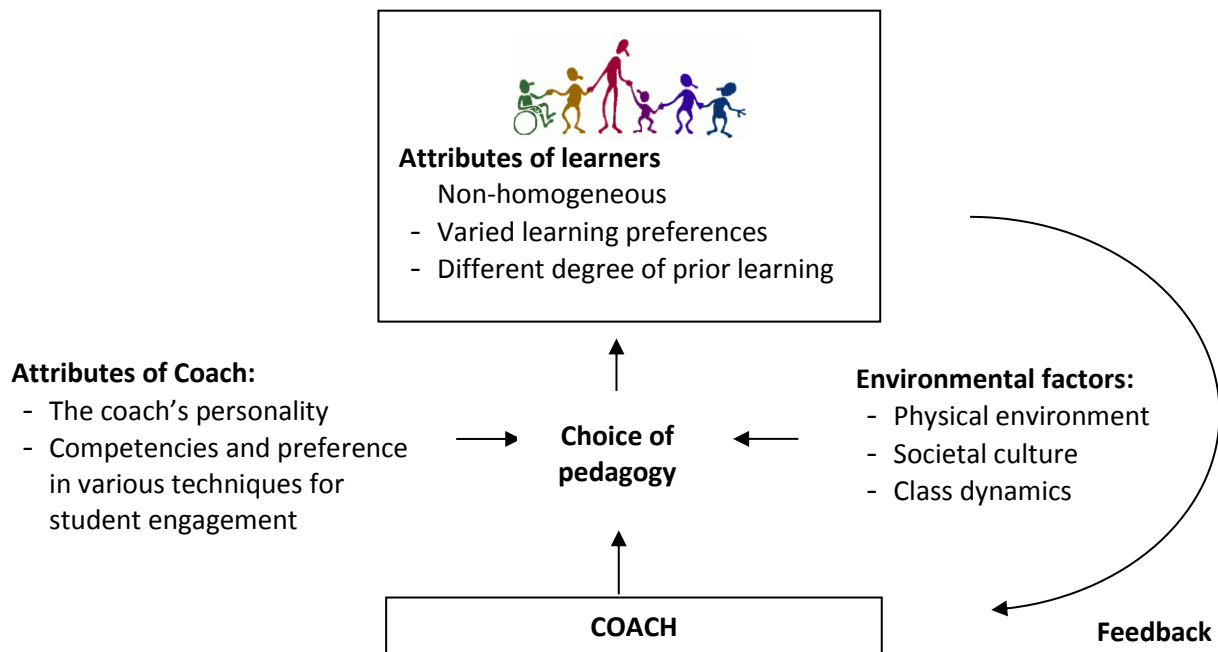 Attributes of learners
Non-homogeneous
- Varied learning preferences
- Different degree of prior learning
Attributes of Coach:
- The coach’s personality
- Competencies and preference
in various techniques for
student engagement
Choice of
pedagogy
Environmental factors:
- Physical environment
- Societal culture
- Class dynamics
COACH
Feedback